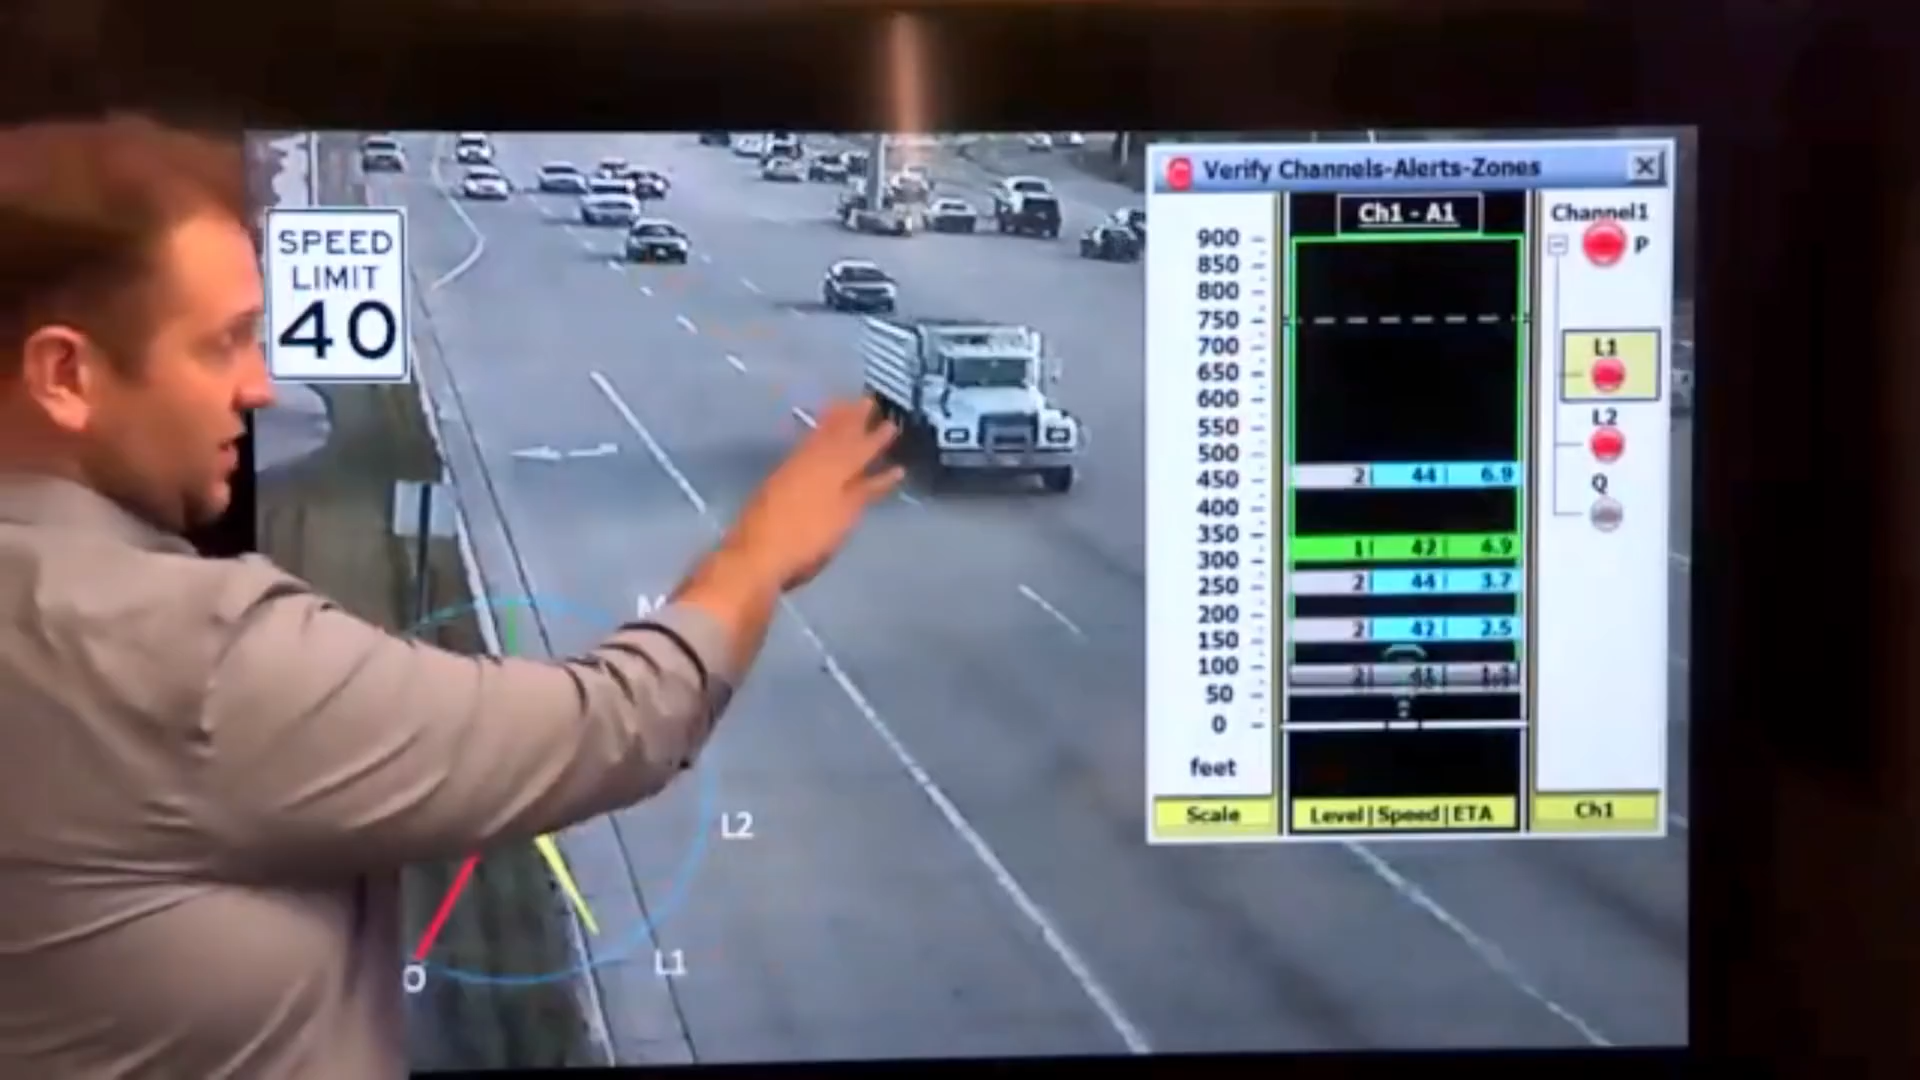 SPEED
LIMIT
40
M
L2
L1
O
Verify Channels-Alerts-Zones
Ch1 - A1
Channel1
P
L1
L2
Q
900
850
800
750
700
650
600
550
500
450
400
350
300
250
200
150
100
50
0
feet
2 | 44 | 6.9
1 | 42 | 4.9
2 | 44 | 3.7
2 | 42 | 2.5
2 | 41 |
Scale
Level|Speed|ETA
Ch1